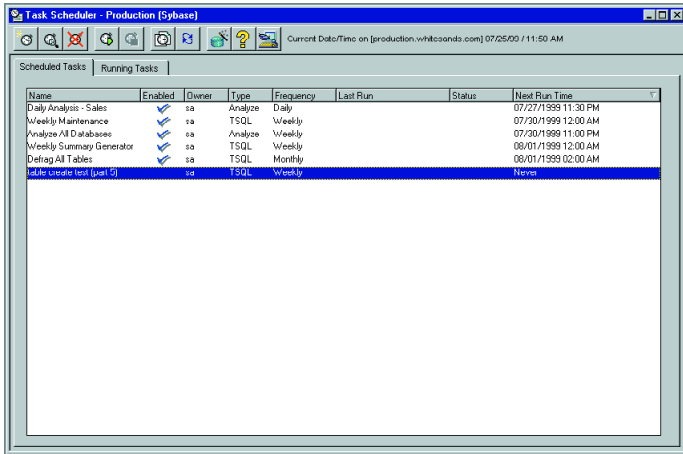 Task Scheduler - Production (Sybase)
Current Date/Time on [production.whitesands.com] 07/25/99 / 11:50 AM
Scheduled Tasks Running Tasks
Name Enabled Owner Type Frequency Last Run Status Next Run Time
Daily Analysis - Sales sa Analyze Daily 07/27/1999 11:30 PM
Weekly Maintenance sa TSQL Weekly 07/30/1999 12:00 AM
Analyze All Databases sa Analyze Weekly 07/30/1999 11:00 PM
Weekly Summary Generator sa TSQL Weekly 08/01/1999 12:00 AM
Defrag All Tables sa TSQL Monthly 08/01/1999 02:00 AM
table create test (part 5) sa TSQL Weekly Never